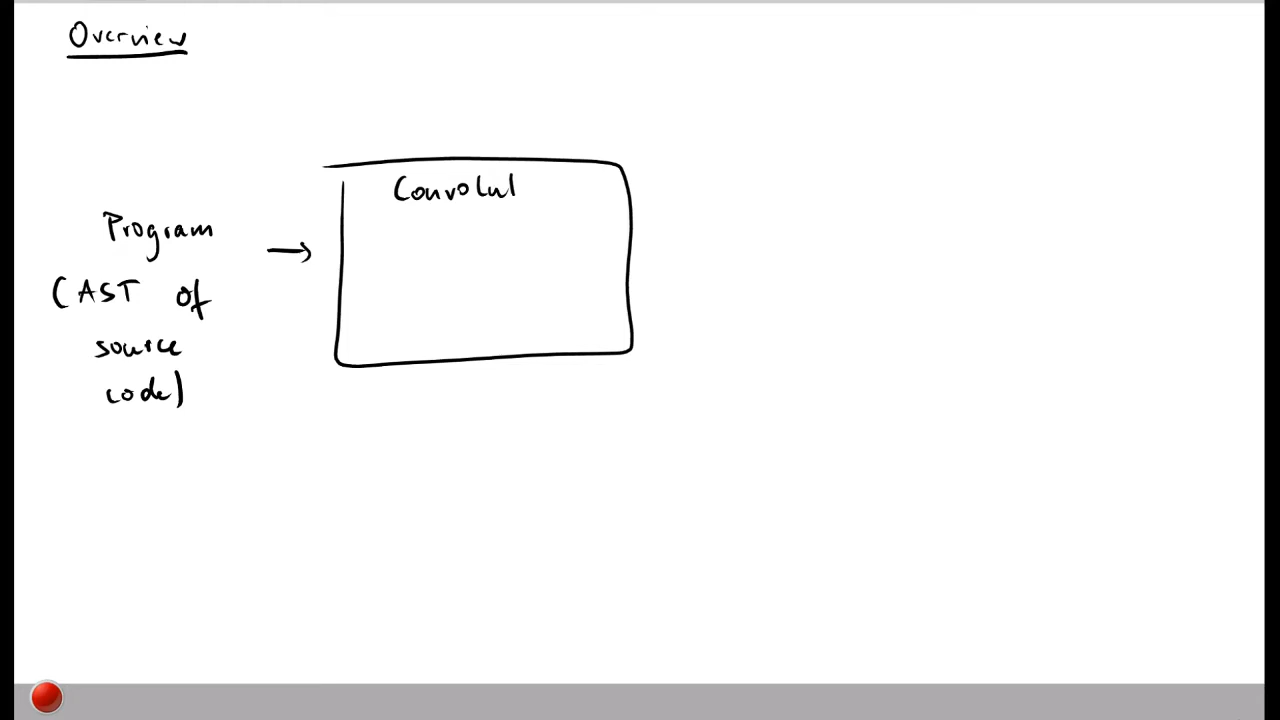 Overview
Convolut
Program
(AST of
source
code)